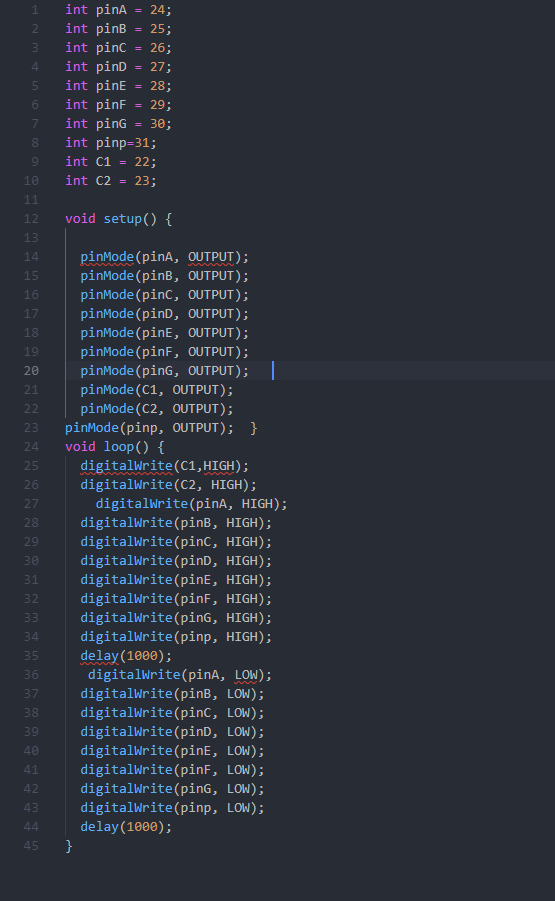 1 int pinA = 24;
2 int pinB = 25;
3 int pinC = 26;
4 int pinD = 27;
5 int pinE = 28;
6 int pinF = 29;
7 int pinG = 30;
8 int pinp=31;
9 int C1 = 22;
10 int C2 = 23;
11
12 void setup() {
13
14   pinMode(pinA, OUTPUT);
15   pinMode(pinB, OUTPUT);
16   pinMode(pinC, OUTPUT);
17   pinMode(pinD, OUTPUT);
18   pinMode(pinE, OUTPUT);
19   pinMode(pinF, OUTPUT);
20   pinMode(pinG, OUTPUT);
21   pinMode(C1, OUTPUT);
22   pinMode(C2, OUTPUT);
23 pinMode(pinp, OUTPUT);  }
24 void loop() {
25   digitalWrite(C1,HIGH);
26   digitalWrite(C2, HIGH);
27     digitalWrite(pinA, HIGH);
28   digitalWrite(pinB, HIGH);
29   digitalWrite(pinC, HIGH);
30   digitalWrite(pinD, HIGH);
31   digitalWrite(pinE, HIGH);
32   digitalWrite(pinF, HIGH);
33   digitalWrite(pinG, HIGH);
34   digitalWrite(pinp, HIGH);
35   delay(1000);
36    digitalWrite(pinA, LOW);
37   digitalWrite(pinB, LOW);
38   digitalWrite(pinC, LOW);
39   digitalWrite(pinD, LOW);
40   digitalWrite(pinE, LOW);
41   digitalWrite(pinF, LOW);
42   digitalWrite(pinG, LOW);
43   digitalWrite(pinp, LOW);
44   delay(1000);
45 }